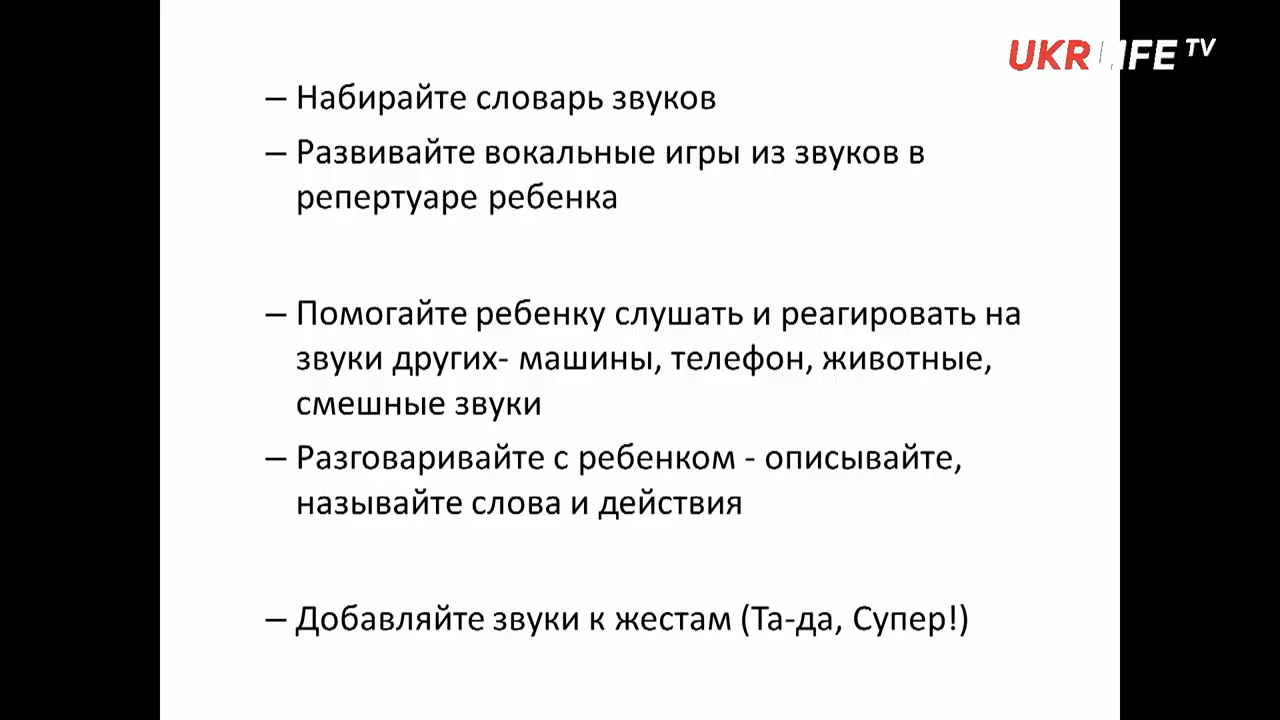 UKRLIFE TV
– Набирайте словарь звуков
– Развивайте вокальные игры из звуков в
репертуаре ребенка
– Помогайте ребенку слушать и реагировать на
звуки других- машины, телефон, животные,
смешные звуки
– Разговаривайте с ребенком - описывайте,
называйте слова и действия
– Добавляйте звуки к жестам (Та-да, Супер!)